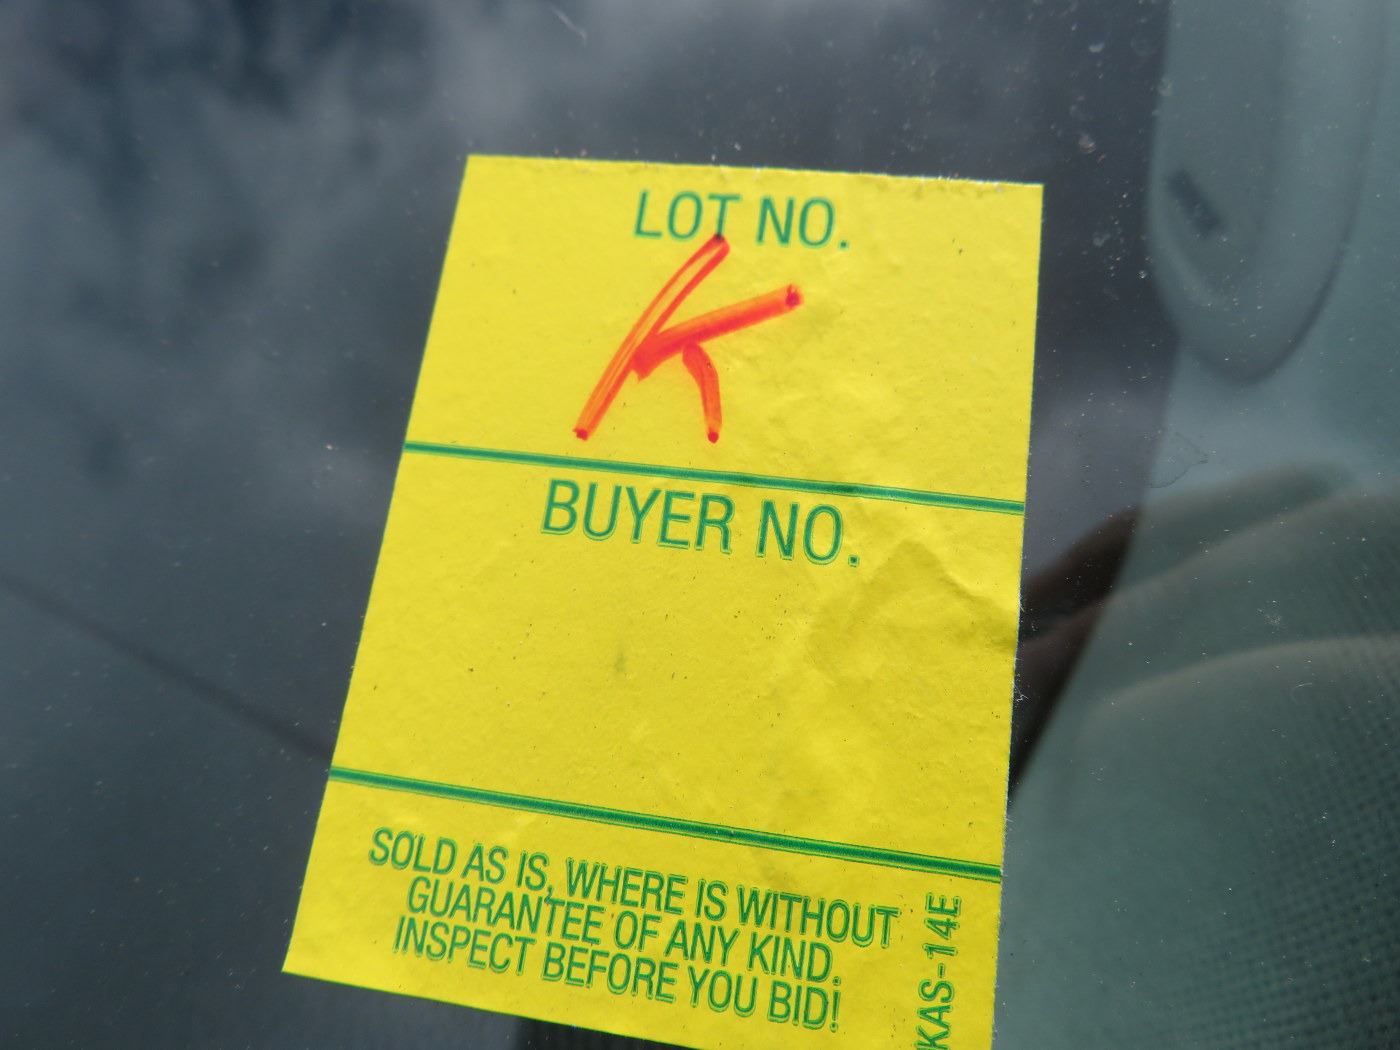 LOT NO.
K
BUYER NO.
SOLD AS IS, WHERE IS WITHOUT
GUARANTEE OF ANY KIND.
INSPECT BEFORE YOU BID!
KAS-14E